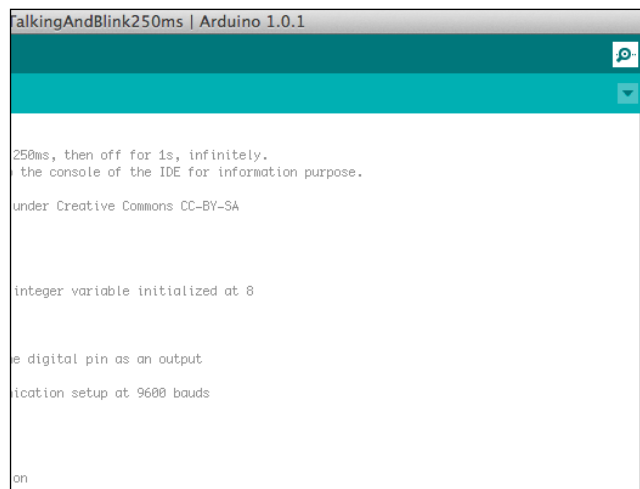 TalkingAndBlink250ms | Arduino 1.0.1
250ms, then off for 1s, infinitely.
the console of the IDE for information purpose.
under Creative Commons CC-BY-SA
integer variable initialized at 8
e digital pin as an output
ication setup at 9600 bauds
on